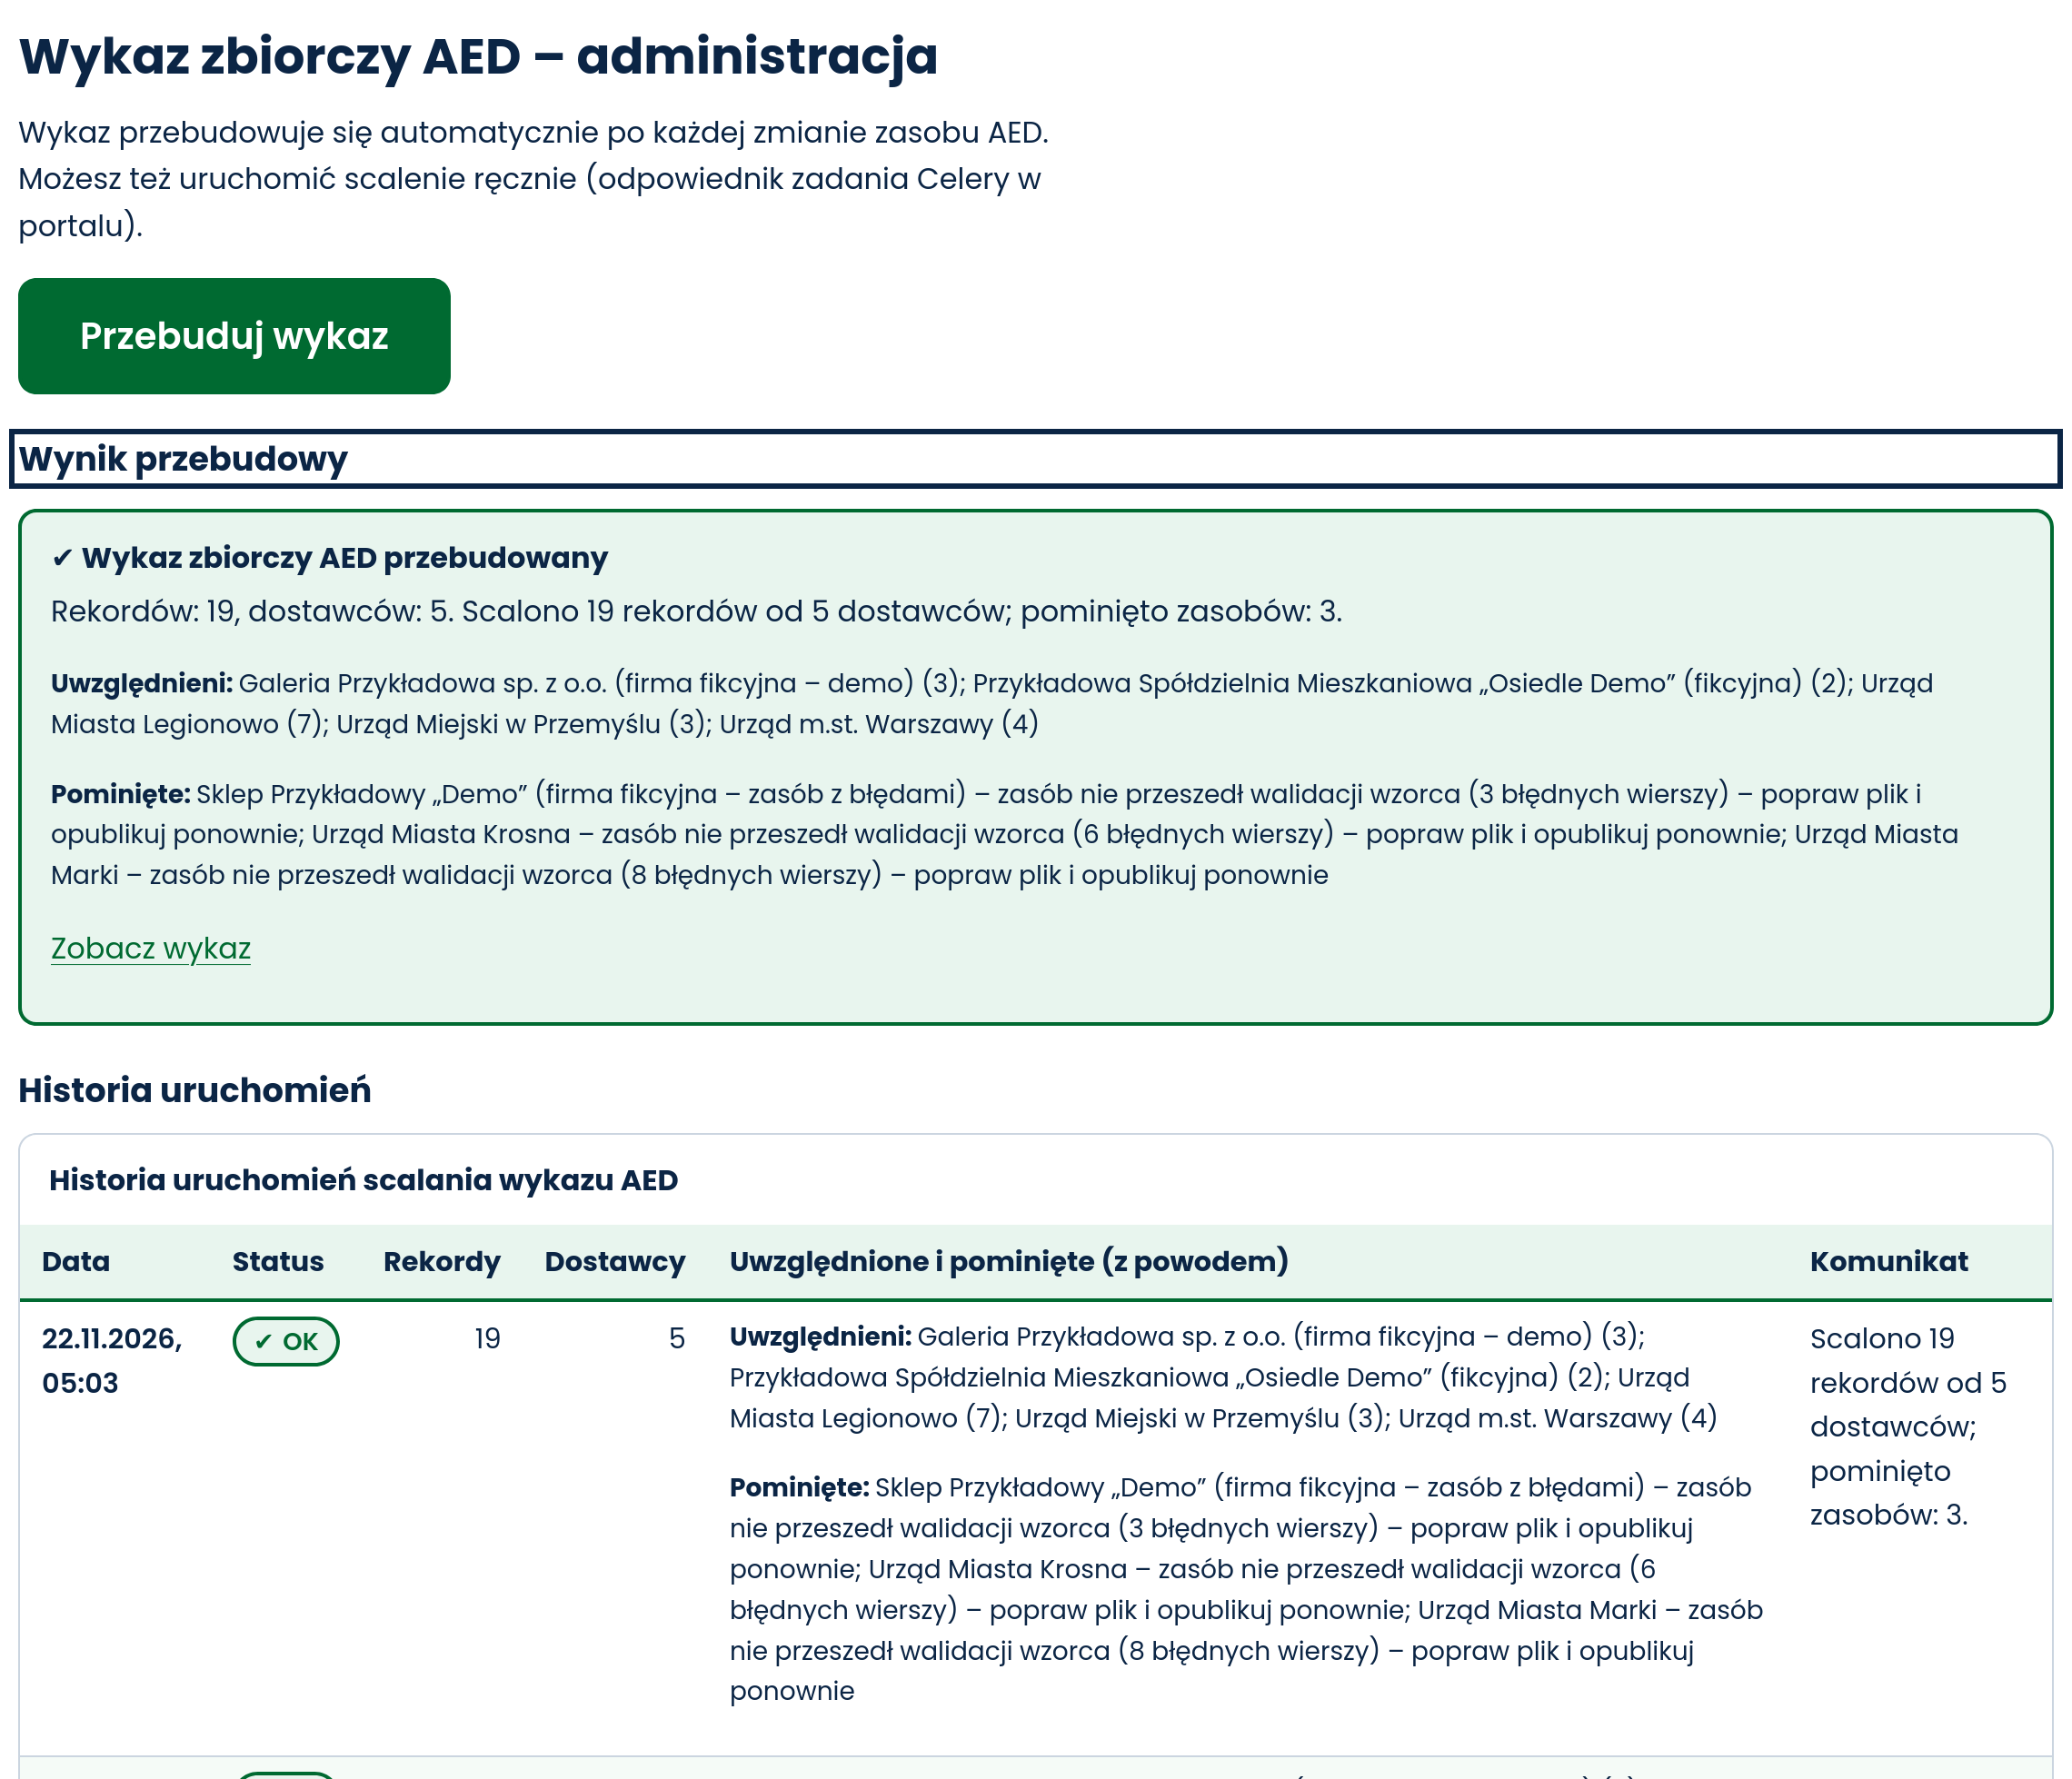 Wykaz zbiorczy AED – administracja
Wykaz przebudowuje się automatycznie po każdej zmianie zasobu AED.
Możesz też uruchomić scalenie ręcznie (odpowiednik zadania Celery w
portalu).
Przebuduj wykaz
Wynik przebudowy
✔ Wykaz zbiorczy AED przebudowany
Rekordów: 19, dostawców: 5. Scalono 19 rekordów od 5 dostawców; pominięto zasobów: 3.
Uwzględnieni: Galeria Przykładowa sp. z o.o. (firma fikcyjna – demo) (3); Przykładowa Spółdzielnia Mieszkaniowa „Osiedle Demo” (fikcyjna) (2); Urząd
Miasta Legionowo (7); Urząd Miejski w Przemyślu (3); Urząd m.st. Warszawy (4)
Pominięte: Sklep Przykładowy „Demo” (firma fikcyjna – zasób z błędami) – zasób nie przeszedł walidacji wzorca (3 błędnych wierszy) – popraw plik i
opublikuj ponownie; Urząd Miasta Krosna – zasób nie przeszedł walidacji wzorca (6 błędnych wierszy) – popraw plik i opublikuj ponownie; Urząd Miasta
Marki – zasób nie przeszedł walidacji wzorca (8 błędnych wierszy) – popraw plik i opublikuj ponownie
Zobacz wykaz
Historia uruchomień
Historia uruchomień scalania wykazu AED
Data Status Rekordy Dostawcy Uwzględnione i pominięte (z powodem) Komunikat
22.11.2026,
05:03
✔ OK
19
5
Uwzględnieni: Galeria Przykładowa sp. z o.o. (firma fikcyjna – demo) (3);
Przykładowa Spółdzielnia Mieszkaniowa „Osiedle Demo” (fikcyjna) (2); Urząd
Miasta Legionowo (7); Urząd Miejski w Przemyślu (3); Urząd m.st. Warszawy (4)
Pominięte: Sklep Przykładowy „Demo” (firma fikcyjna – zasób z błędami) – zasób
nie przeszedł walidacji wzorca (3 błędnych wierszy) – popraw plik i opublikuj
ponownie; Urząd Miasta Krosna – zasób nie przeszedł walidacji wzorca (6
błędnych wierszy) – popraw plik i opublikuj ponownie; Urząd Miasta Marki – zasób
nie przeszedł walidacji wzorca (8 błędnych wierszy) – popraw plik i opublikuj
ponownie
Scalono 19
rekordów od 5
dostawców;
pominięto
zasobów: 3.